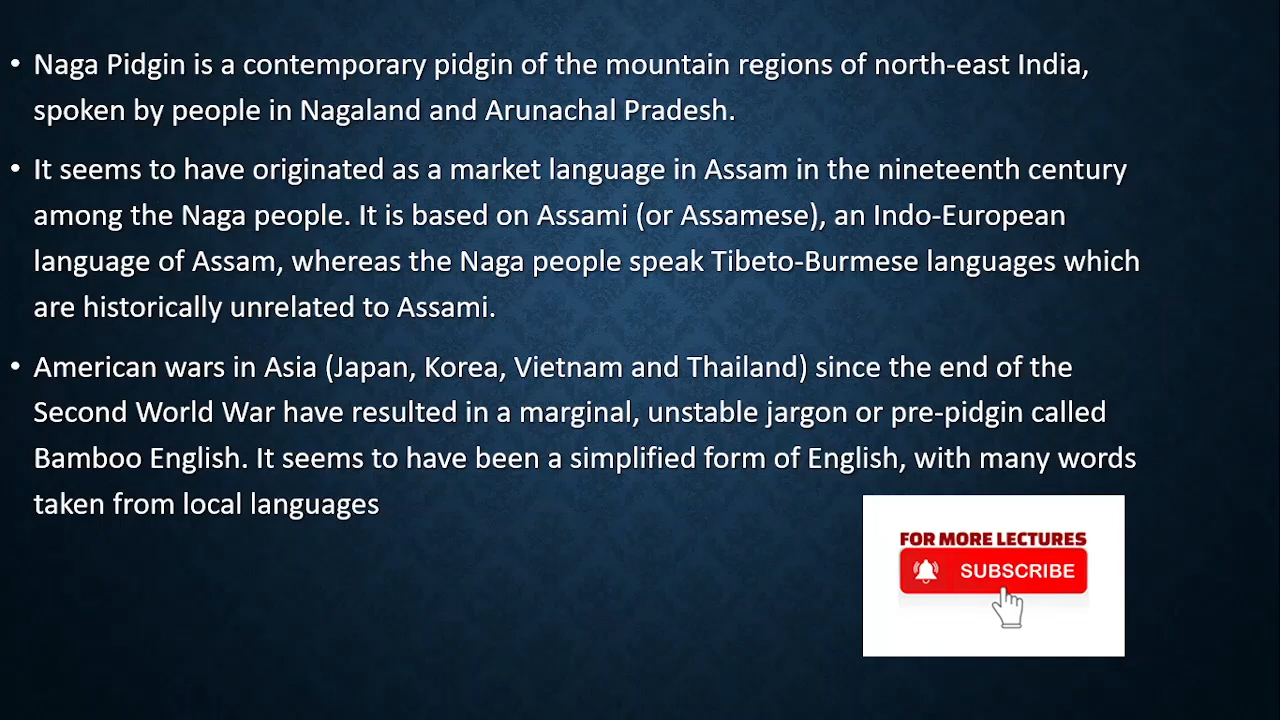 • Naga Pidgin is a contemporary pidgin of the mountain regions of north-east India,
spoken by people in Nagaland and Arunachal Pradesh.
• It seems to have originated as a market language in Assam in the nineteenth century
among the Naga people. It is based on Assami (or Assamese), an Indo-European
language of Assam, whereas the Naga people speak Tibeto-Burmese languages which
are historically unrelated to Assami.
• American wars in Asia (Japan, Korea, Vietnam and Thailand) since the end of the
Second World War have resulted in a marginal, unstable jargon or pre-pidgin called
Bamboo English. It seems to have been a simplified form of English, with many words
taken from local languages
FOR MORE LECTURES
SUBSCRIBE